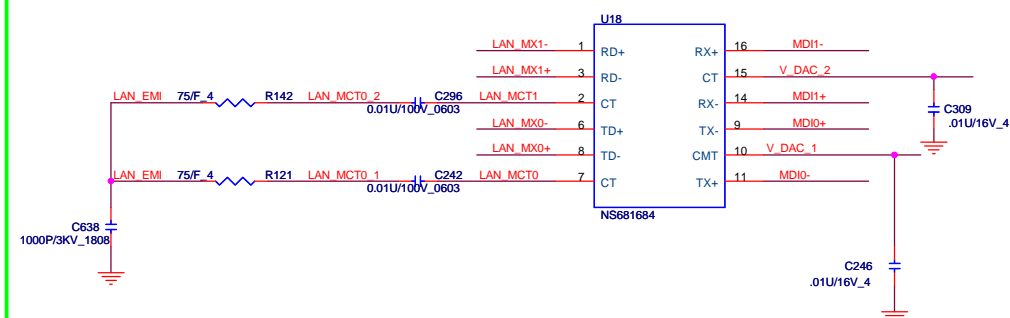 U18
LAN_MX1- 1 RD+ RX+ 16 MDI1-
LAN_MX1+ 3 RD- CT 15 V_DAC_2
LAN_EMI 75/F_4 R142 LAN_MCT0_2 C296 LAN_MCT1 2 CT RX- 14 MDI1+
0.01U/100V_0603
C309
.01U/16V_4
LAN_MX0- 6 TD+ TX- 9 MDI0+
LAN_MX0+ 8 TD- CMT 10 V_DAC_1
LAN_EMI 75/F_4 R121 LAN_MCT0_1 C242 LAN_MCT0 7 CT TX+ 11 MDI0-
0.01U/100V_0603
NS681684
C638
1000P/3KV_1808
C246
.01U/16V_4